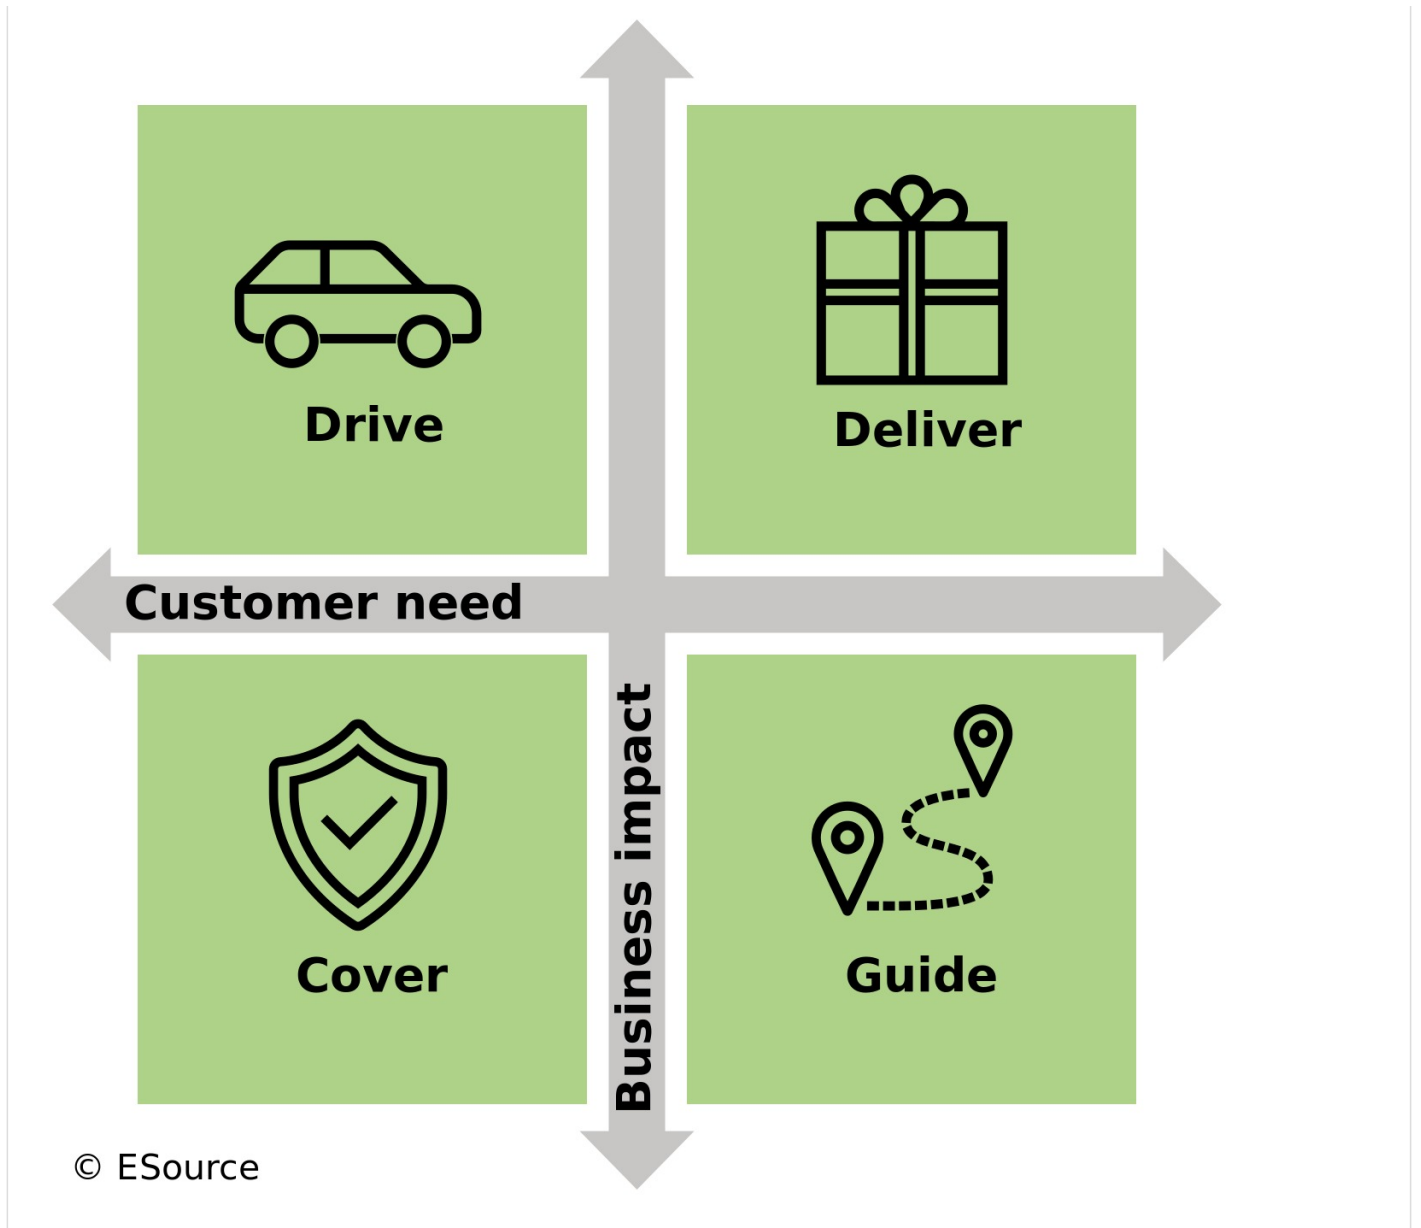 Drive
Deliver
Customer need
Business impact
Cover
Guide
© ESource